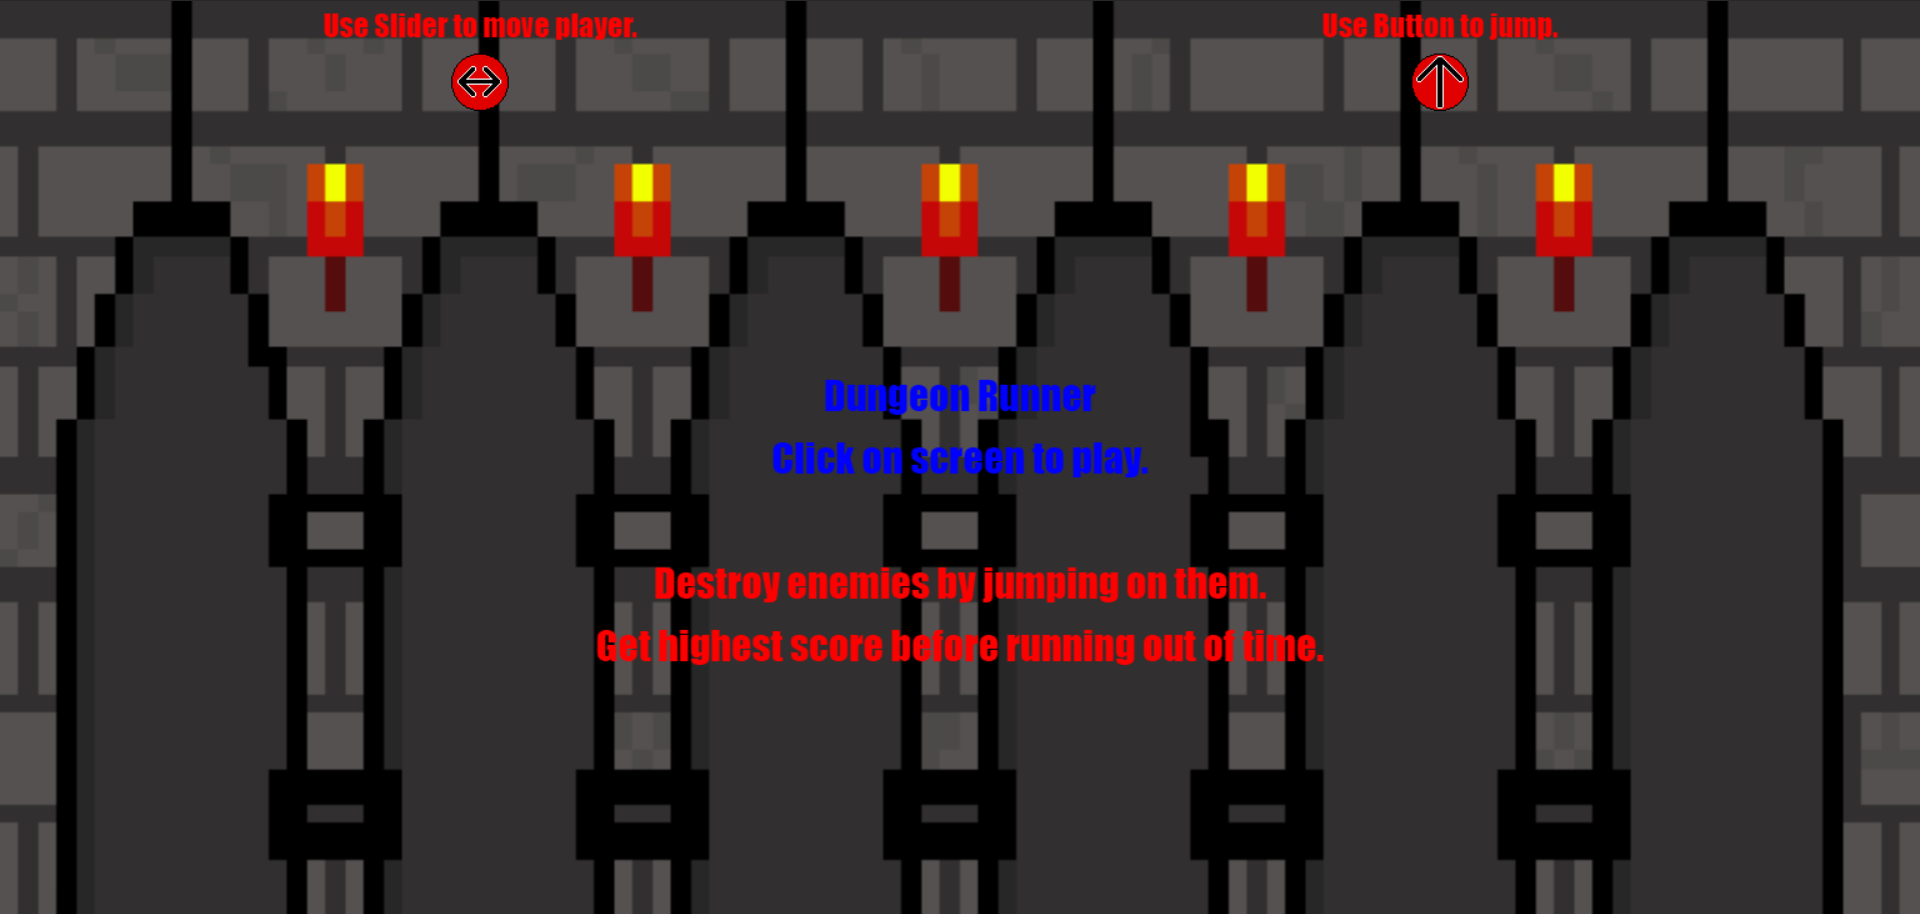 Use Slider to move player.
Use Button to jump.
Dungeon Runner
Click on screen to play.
Destroy enemies by jumping on them.
Get highest score before running out of time.